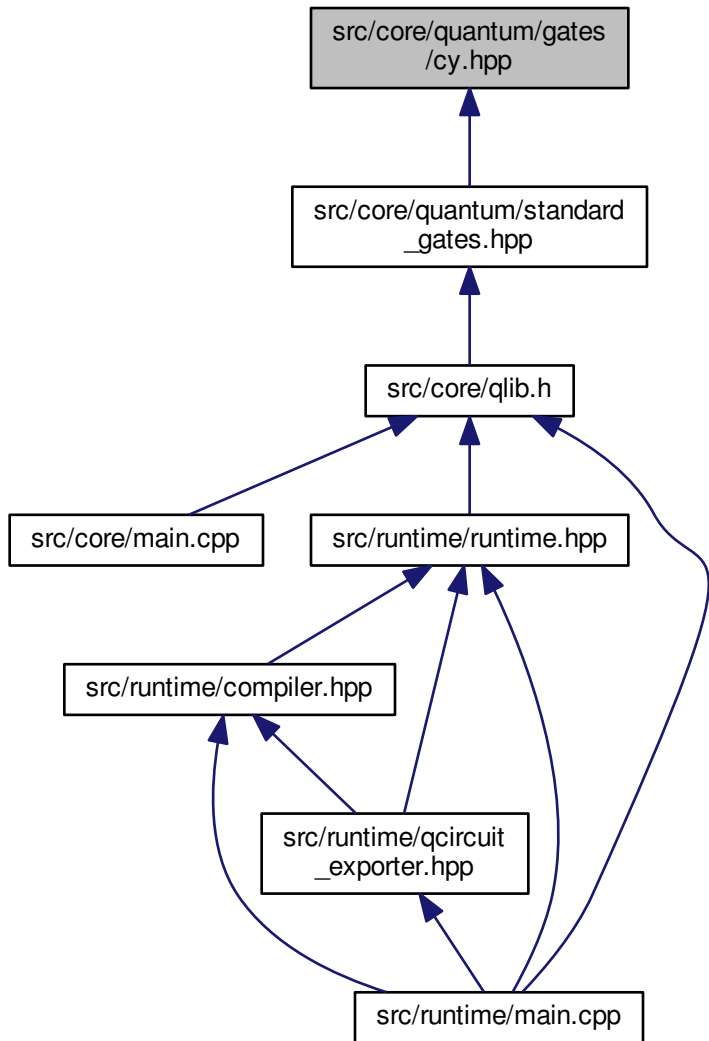 src/core/quantum/gates
/cy.hpp
src/core/quantum/standard
_gates.hpp
src/core/qlib.h
src/core/main.cpp
src/runtime/runtime.hpp
src/runtime/compiler.hpp
src/runtime/qcircuit
_exporter.hpp
src/runtime/main.cpp